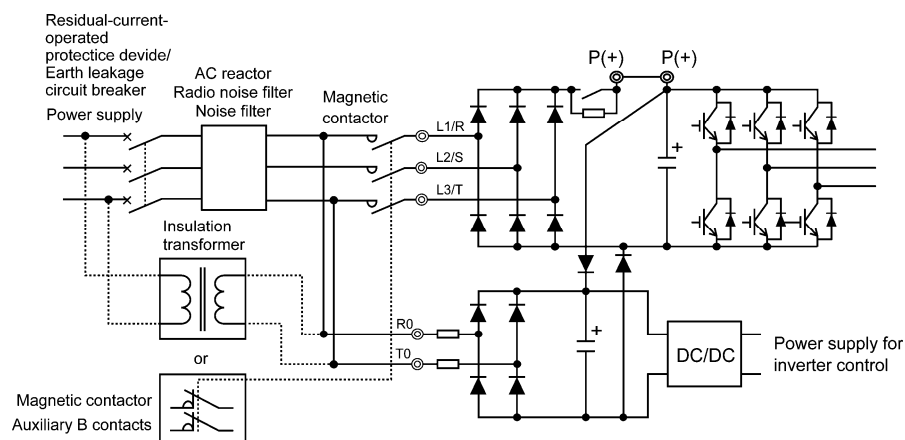 Residual-current-
operated
protectice devide/
Earth leakage
circuit breaker
Power supply
AC reactor
Radio noise filter
Noise filter
Magnetic
contactor
P(+)
P(+)
L1/R
L2/S
L3/T
+
Insulation
transformer
or
Magnetic contactor
Auxiliary B contacts
R0
T0
+
DC/DC
Power supply for
inverter control